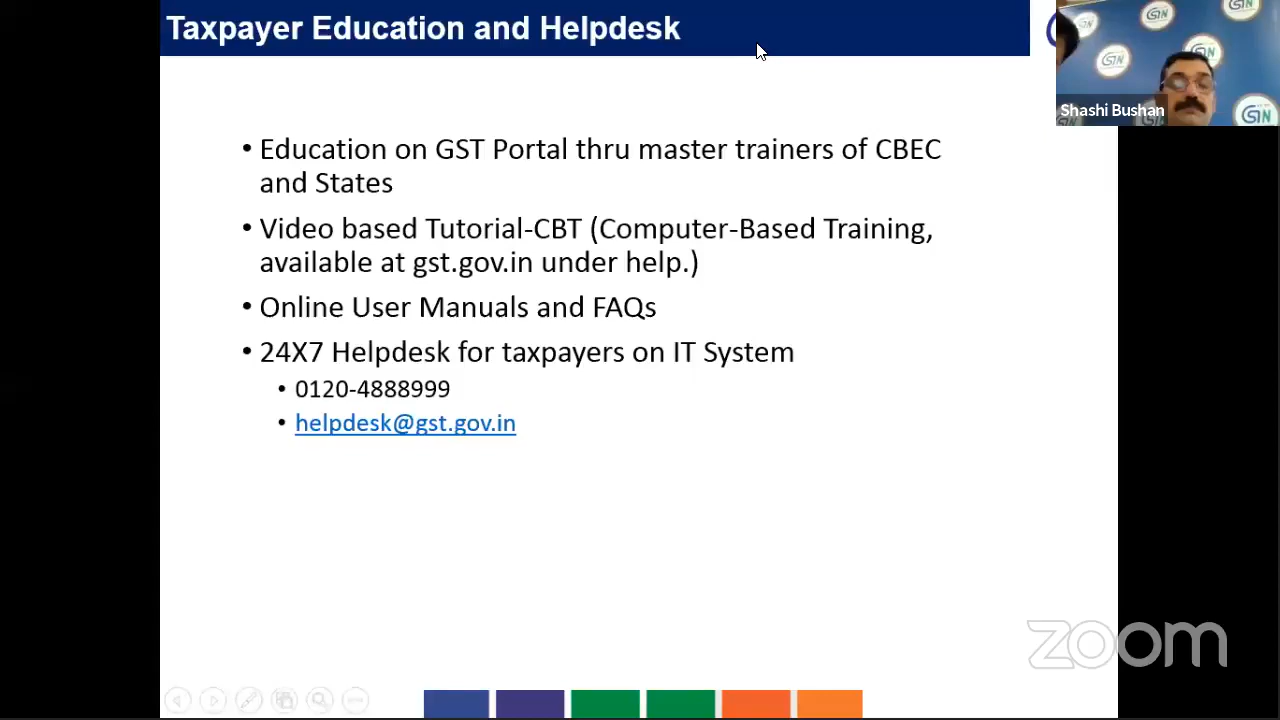 Taxpayer Education and Helpdesk
Shashi Bushan
• Education on GST Portal thru master trainers of CBEC
and States
• Video based Tutorial-CBT (Computer-Based Training,
available at gst.gov.in under help.)
• Online User Manuals and FAQs
• 24X7 Helpdesk for taxpayers on IT System
• 0120-4888999
• helpdesk@gst.gov.in
zoom